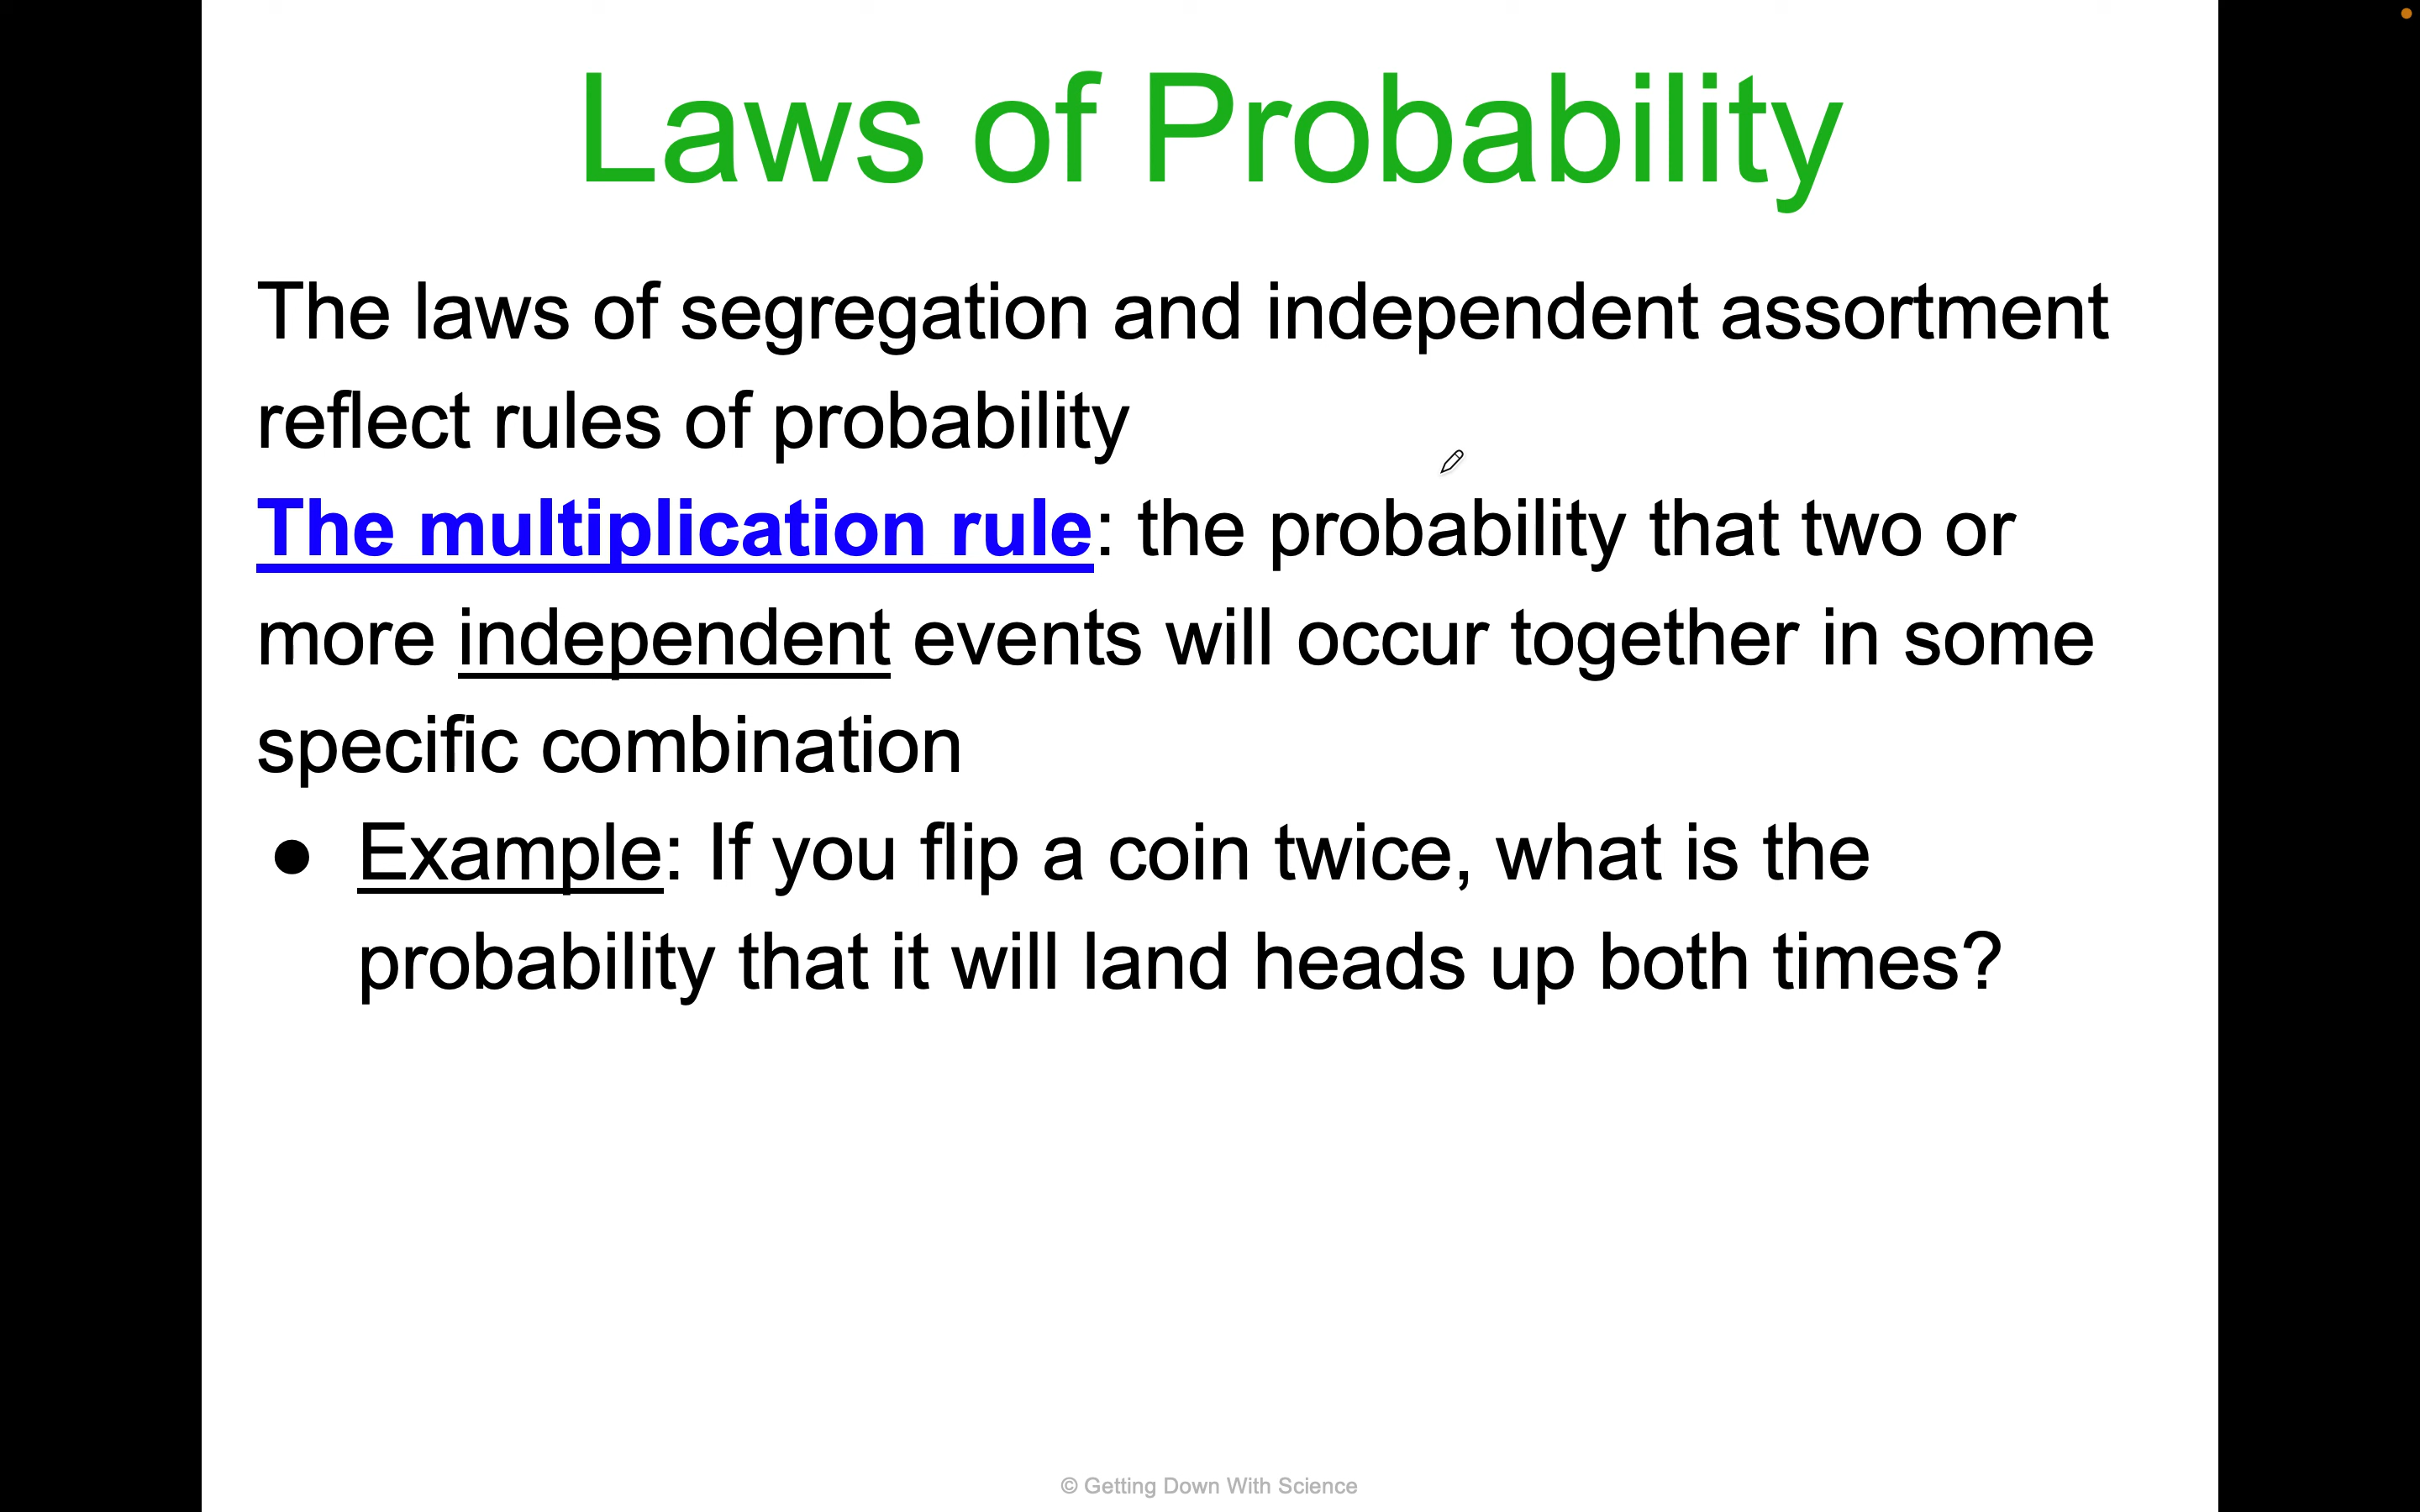 Laws of Probability
The laws of segregation and independent assortment
reflect rules of probability
The multiplication rule: the probability that two or
more independent events will occur together in some
specific combination
● Example: If you flip a coin twice, what is the
probability that it will land heads up both times?
© Getting Down With Science